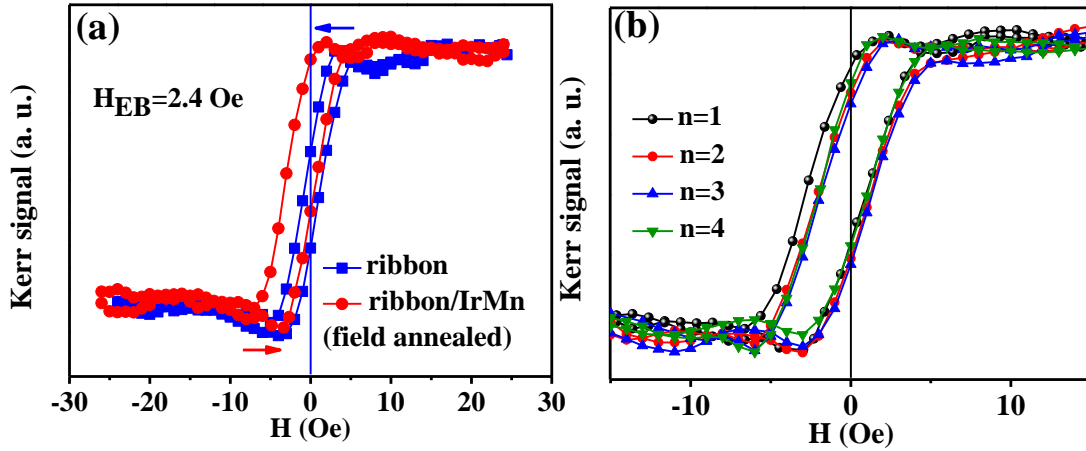 (a)
H_EB=2.4 Oe
Kerr signal (a. u.)
ribbon
ribbon/IrMn
(field annealed)
-30 -20 -10 0 10 20 30
H (Oe)
(b)
Kerr signal (a. u.)
n=1
n=2
n=3
n=4
-10 0 10
H (Oe)